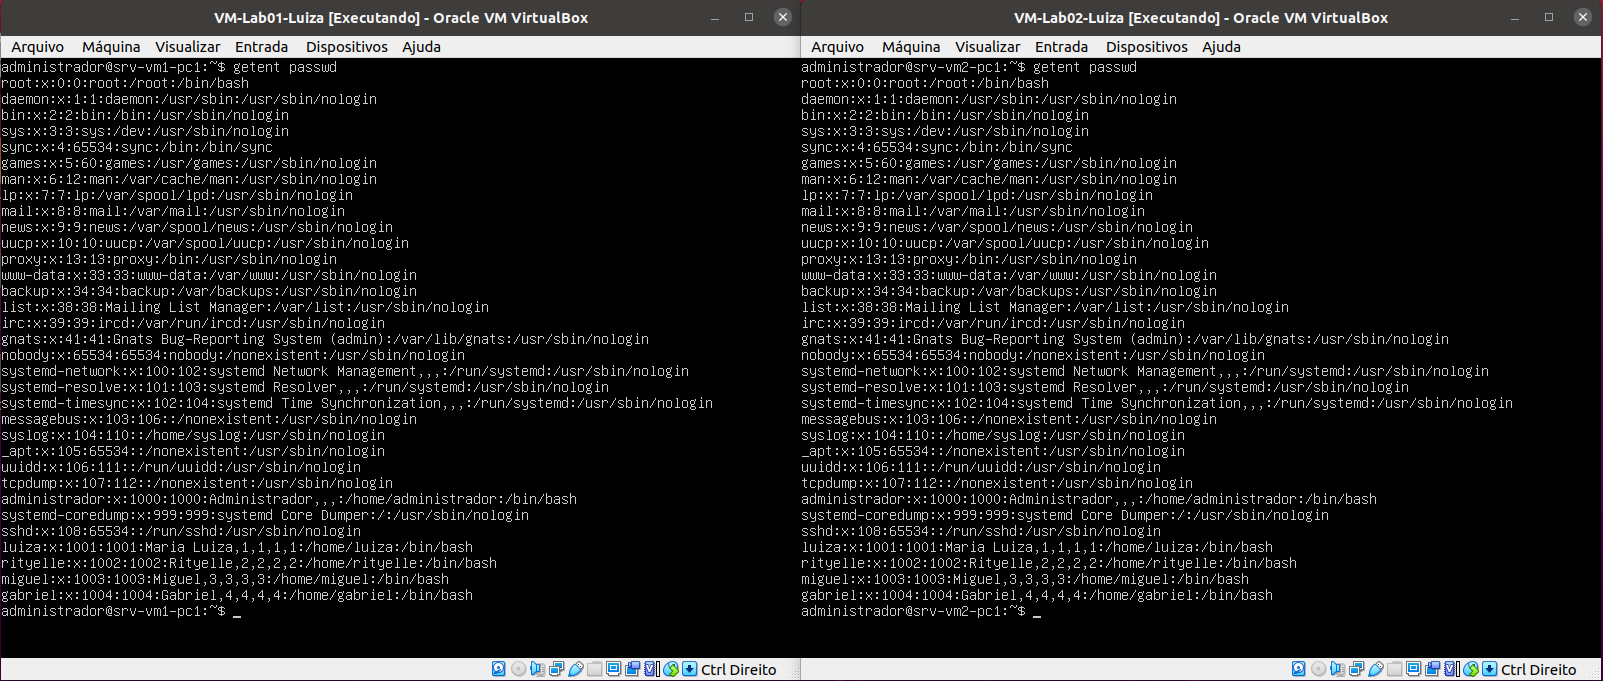 VM-Lab01-Luiza [Executando] - Oracle VM VirtualBox
Arquivo Máquina Visualizar Entrada Dispositivos Ajuda
administrador@srv-vm1-pc1:~$ getent passwd
root:x:0:0:root:/root:/bin/bash
daemon:x:1:1:daemon:/usr/sbin:/usr/sbin/nologin
bin:x:2:2:bin:/bin:/usr/sbin/nologin
sys:x:3:3:sys:/dev:/usr/sbin/nologin
sync:x:4:65534:sync:/bin:/bin/sync
games:x:5:60:games:/usr/games:/usr/sbin/nologin
man:x:6:12:man:/var/cache/man:/usr/sbin/nologin
lp:x:7:7:lp:/var/spool/lpd:/usr/sbin/nologin
mail:x:8:8:mail:/var/mail:/usr/sbin/nologin
news:x:9:9:news:/var/spool/news:/usr/sbin/nologin
uucp:x:10:10:uucp:/var/spool/uucp:/usr/sbin/nologin
proxy:x:13:13:proxy:/bin:/usr/sbin/nologin
www-data:x:33:33:www-data:/var/www:/usr/sbin/nologin
backup:x:34:34:backup:/var/backups:/usr/sbin/nologin
list:x:38:38:Mailing List Manager:/var/list:/usr/sbin/nologin
irc:x:39:39:ircd:/var/run/ircd:/usr/sbin/nologin
gnats:x:41:41:Gnats Bug-Reporting System (admin):/var/lib/gnats:/usr/sbin/nologin
nobody:x:65534:65534:nobody:/nonexistent:/usr/sbin/nologin
systemd-network:x:100:102:systemd Network Management,,,:/run/systemd:/usr/sbin/nologin
systemd-resolve:x:101:103:systemd Resolver,,,:/run/systemd:/usr/sbin/nologin
systemd-timesync:x:102:104:systemd Time Synchronization,,,:/run/systemd:/usr/sbin/nologin
messagebus:x:103:106::/nonexistent:/usr/sbin/nologin
syslog:x:104:110::/home/syslog:/usr/sbin/nologin
_apt:x:105:65534::/nonexistent:/usr/sbin/nologin
uuidd:x:106:111::/run/uuidd:/usr/sbin/nologin
tcpdump:x:107:112::/nonexistent:/usr/sbin/nologin
administrador:x:1000:1000:Administrador,,,:/home/administrador:/bin/bash
systemd-coredump:x:999:999:systemd Core Dumper:/:/usr/sbin/nologin
sshd:x:108:65534::/run/sshd:/usr/sbin/nologin
luiza:x:1001:1001:Maria Luiza,1,1,1,1:/home/luiza:/bin/bash
rityelle:x:1002:1002:Rityelle,2,2,2,2:/home/rityelle:/bin/bash
miguel:x:1003:1003:Miguel,3,3,3,3:/home/miguel:/bin/bash
gabriel:x:1004:1004:Gabriel,4,4,4,4:/home/gabriel:/bin/bash
administrador@srv-vm1-pc1:~$ _
Ctrl Direito
VM-Lab02-Luiza [Executando] - Oracle VM VirtualBox
Arquivo Máquina Visualizar Entrada Dispositivos Ajuda
administrador@srv-vm2-pc1:~$ getent passwd
root:x:0:0:root:/root:/bin/bash
daemon:x:1:1:daemon:/usr/sbin:/usr/sbin/nologin
bin:x:2:2:bin:/bin:/usr/sbin/nologin
sys:x:3:3:sys:/dev:/usr/sbin/nologin
sync:x:4:65534:sync:/bin:/bin/sync
games:x:5:60:games:/usr/games:/usr/sbin/nologin
man:x:6:12:man:/var/cache/man:/usr/sbin/nologin
lp:x:7:7:lp:/var/spool/lpd:/usr/sbin/nologin
mail:x:8:8:mail:/var/mail:/usr/sbin/nologin
news:x:9:9:news:/var/spool/news:/usr/sbin/nologin
uucp:x:10:10:uucp:/var/spool/uucp:/usr/sbin/nologin
proxy:x:13:13:proxy:/bin:/usr/sbin/nologin
www-data:x:33:33:www-data:/var/www:/usr/sbin/nologin
backup:x:34:34:backup:/var/backups:/usr/sbin/nologin
list:x:38:38:Mailing List Manager:/var/list:/usr/sbin/nologin
irc:x:39:39:ircd:/var/run/ircd:/usr/sbin/nologin
gnats:x:41:41:Gnats Bug-Reporting System (admin):/var/lib/gnats:/usr/sbin/nologin
nobody:x:65534:65534:nobody:/nonexistent:/usr/sbin/nologin
systemd-network:x:100:102:systemd Network Management,,,:/run/systemd:/usr/sbin/nologin
systemd-resolve:x:101:103:systemd Resolver,,,:/run/systemd:/usr/sbin/nologin
systemd-timesync:x:102:104:systemd Time Synchronization,,,:/run/systemd:/usr/sbin/nologin
messagebus:x:103:106::/nonexistent:/usr/sbin/nologin
syslog:x:104:110::/home/syslog:/usr/sbin/nologin
_apt:x:105:65534::/nonexistent:/usr/sbin/nologin
uuidd:x:106:111::/run/uuidd:/usr/sbin/nologin
tcpdump:x:107:112::/nonexistent:/usr/sbin/nologin
administrador:x:1000:1000:Administrador,,,:/home/administrador:/bin/bash
systemd-coredump:x:999:999:systemd Core Dumper:/:/usr/sbin/nologin
sshd:x:108:65534::/run/sshd:/usr/sbin/nologin
luiza:x:1001:1001:Maria Luiza,1,1,1,1:/home/luiza:/bin/bash
rityelle:x:1002:1002:Rityelle,2,2,2,2:/home/rityelle:/bin/bash
miguel:x:1003:1003:Miguel,3,3,3,3:/home/miguel:/bin/bash
gabriel:x:1004:1004:Gabriel,4,4,4,4:/home/gabriel:/bin/bash
administrador@srv-vm2-pc1:~$ _
Ctrl Direito